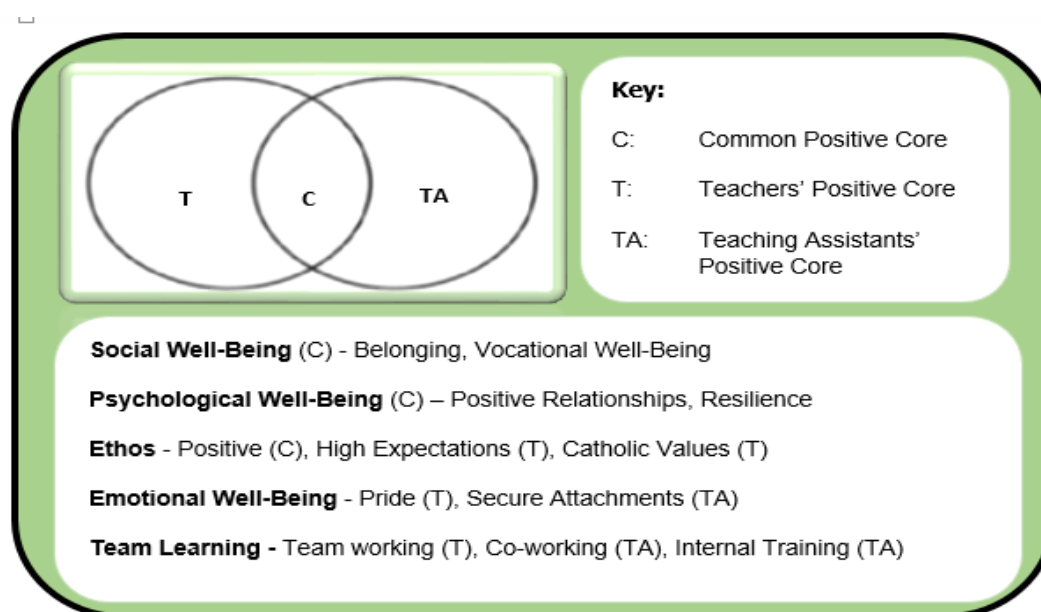 T
C
TA
Key:
C: Common Positive Core
T: Teachers’ Positive Core
TA: Teaching Assistants’
Positive Core
Social Well-Being (C) - Belonging, Vocational Well-Being
Psychological Well-Being (C) – Positive Relationships, Resilience
Ethos - Positive (C), High Expectations (T), Catholic Values (T)
Emotional Well-Being - Pride (T), Secure Attachments (TA)
Team Learning - Team working (T), Co-working (TA), Internal Training (TA)